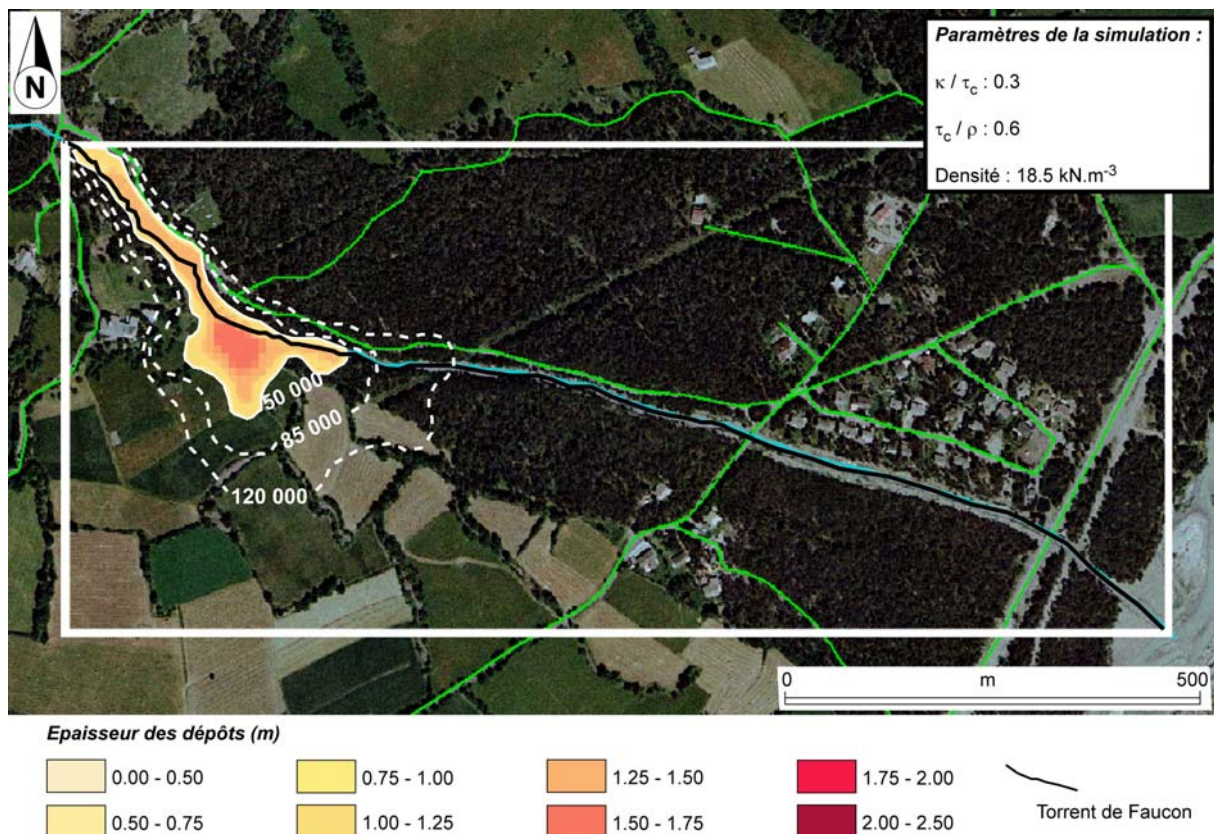 N
Paramètres de la simulation :
κ / τc : 0.3
τc / ρ : 0.6
Densité : 18.5 kN.m-3
50 000
85 000
120 000
0 m 500
Epaisseur des dépôts (m)
0.00 - 0.50
0.75 - 1.00
1.25 - 1.50
1.75 - 2.00
0.50 - 0.75
1.00 - 1.25
1.50 - 1.75
2.00 - 2.50
Torrent de Faucon